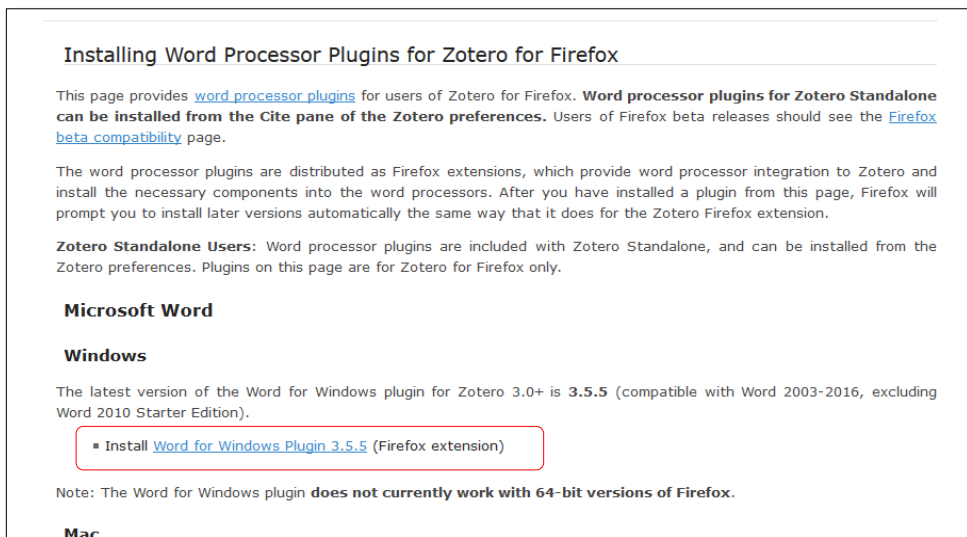 Installing Word Processor Plugins for Zotero for Firefox
This page provides word processor plugins for users of Zotero for Firefox. Word processor plugins for Zotero Standalone
can be installed from the Cite pane of the Zotero preferences. Users of Firefox beta releases should see the Firefox
beta compatibility page.
The word processor plugins are distributed as Firefox extensions, which provide word processor integration to Zotero and
install the necessary components into the word processors. After you have installed a plugin from this page, Firefox will
prompt you to install later versions automatically the same way that it does for the Zotero Firefox extension.
Zotero Standalone Users: Word processor plugins are included with Zotero Standalone, and can be installed from the
Zotero preferences. Plugins on this page are for Zotero for Firefox only.
Microsoft Word
Windows
The latest version of the Word for Windows plugin for Zotero 3.0+ is 3.5.5 (compatible with Word 2003-2016, excluding
Word 2010 Starter Edition).
▪ Install Word for Windows Plugin 3.5.5 (Firefox extension)
Note: The Word for Windows plugin does not currently work with 64-bit versions of Firefox.
Mac